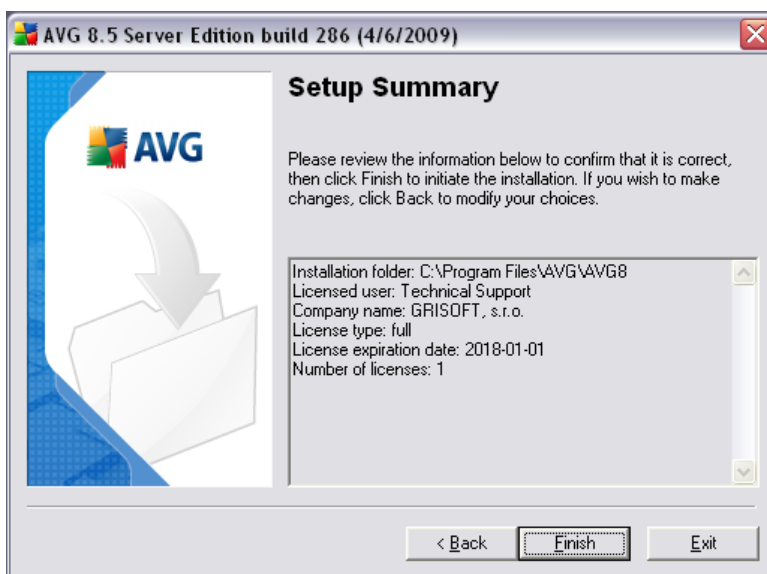 AVG 8.5 Server Edition build 286 (4/6/2009)
AVG
Setup Summary
Please review the information below to confirm that it is correct,
then click Finish to initiate the installation. If you wish to make
changes, click Back to modify your choices.
Installation folder: C:\Program Files\AVG\AVG8
Licensed user: Technical Support
Company name: GRISOFT, s.r.o.
License type: full
License expiration date: 2018-01-01
Number of licenses: 1
< Back
Finish
Exit